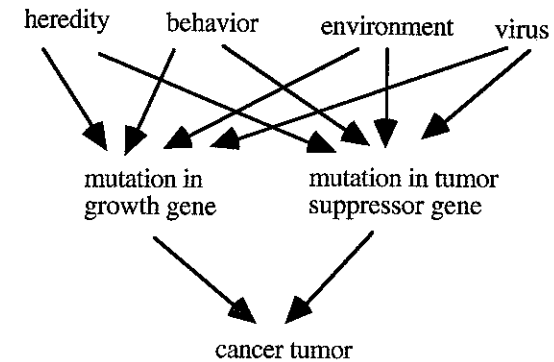 heredity behavior environment virus
mutation in
growth gene
mutation in tumor
suppressor gene
cancer tumor